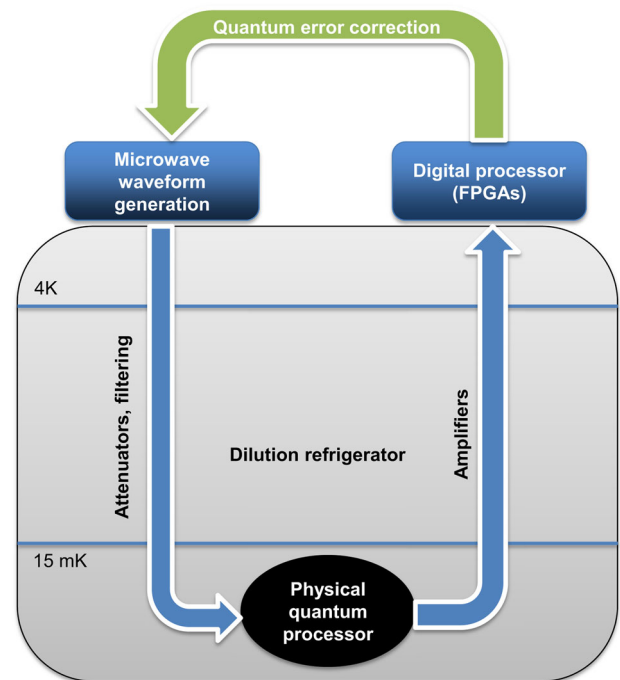 Quantum error correction
Microwave
waveform
generation
Digital processor
(FPGAs)
4K
Attenuators, filtering
Dilution refrigerator
Amplifiers
15 mK
Physical
quantum
processor